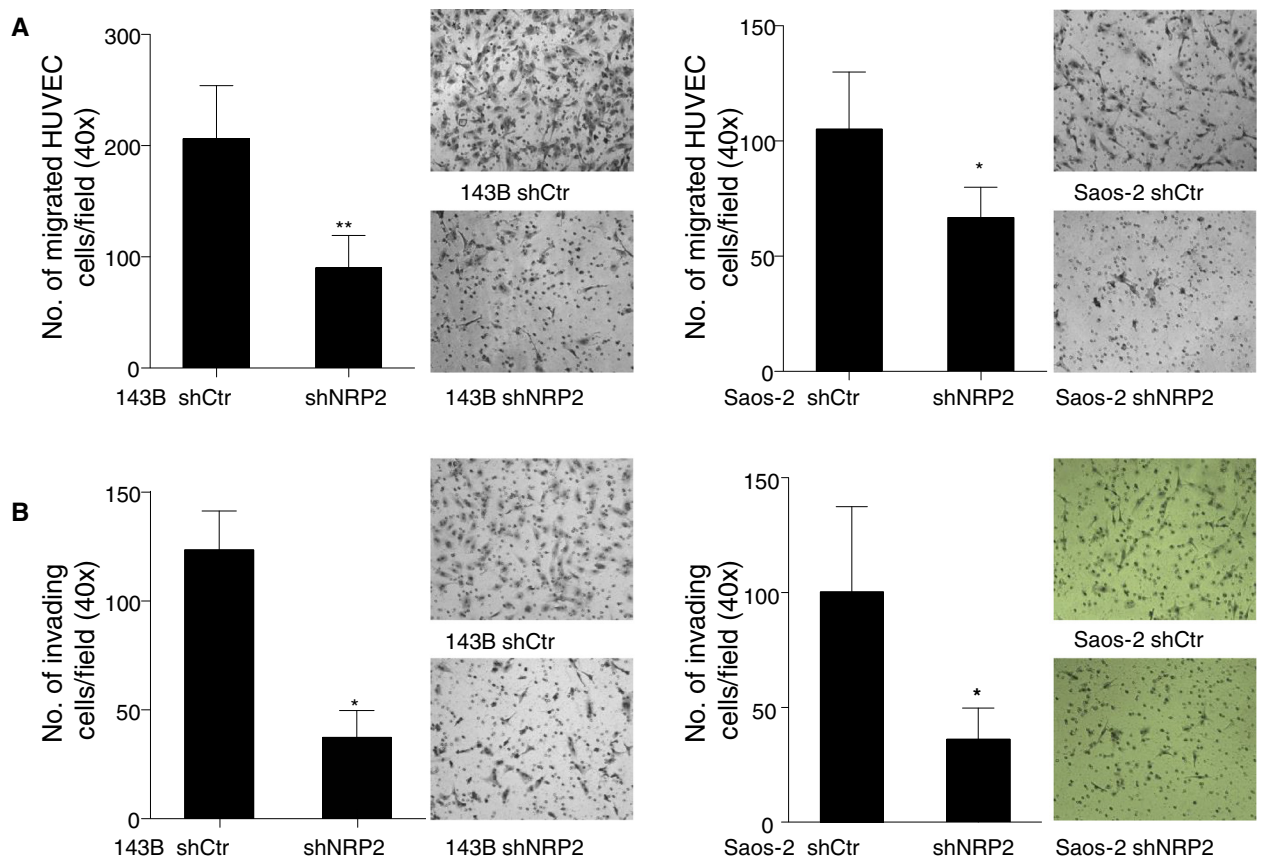 A
No. of migrated HUVEC
cells/field (40x)
300
200
100
0
**
143B shCtr
shNRP2
143B shCtr
143B shNRP2
No. of migrated HUVEC
cells/field (40x)
150
100
50
0
*
Saos-2 shCtr
shNRP2
Saos-2 shCtr
Saos-2 shNRP2
B
No. of invading
cells/field (40x)
150
100
50
0
*
143B shCtr
shNRP2
143B shCtr
143B shNRP2
No. of invading
cells/field (40x)
150
100
50
0
*
Saos-2 shCtr
shNRP2
Saos-2 shCtr
Saos-2 shNRP2